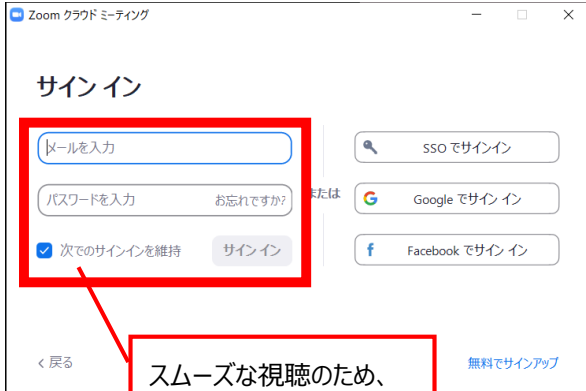 Zoom クラウド ミーティング
サイン イン
メールを入力
パスワードを入力 お忘れですか?
または
次でのサインインを維持 サイン イン
SSO でサインイン
Google でサイン イン
Facebook でサイン イン
スムーズな視聴のため、
< 戻る
無料でサインアップ